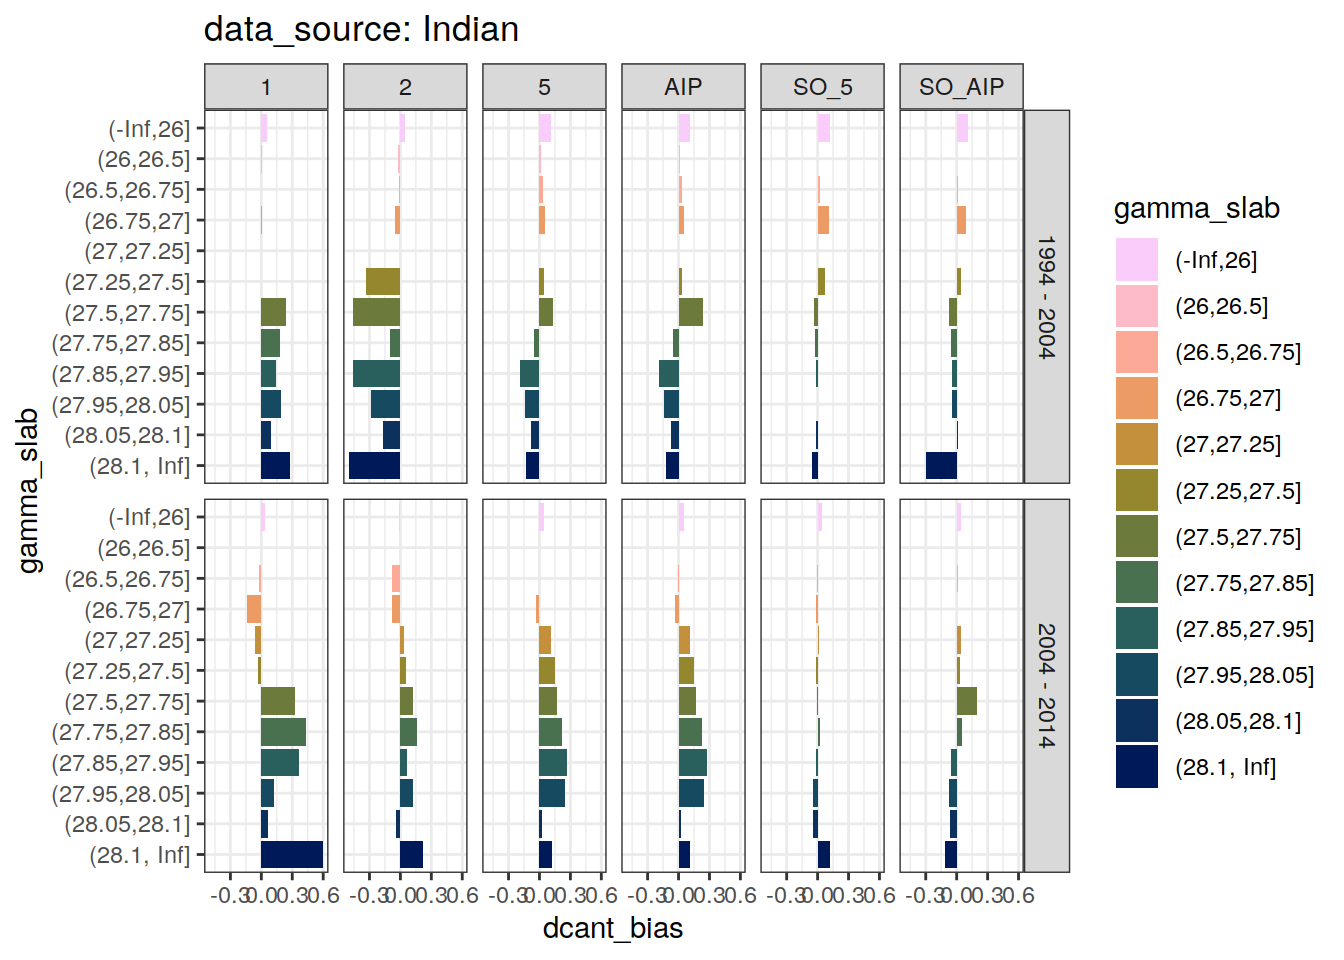 data_source: Indian
1 2 5 AIP SO_5 SO_AIP
(-Inf,26]
(26,26.5]
(26.5,26.75]
(26.75,27]
(27,27.25]
(27.25,27.5]
(27.5,27.75]
(27.75,27.85]
(27.85,27.95]
(27.95,28.05]
(28.05,28.1]
(28.1, Inf]
1994 - 2004
(-Inf,26]
(26,26.5]
(26.5,26.75]
(26.75,27]
(27,27.25]
(27.25,27.5]
(27.5,27.75]
(27.75,27.85]
(27.85,27.95]
(27.95,28.05]
(28.05,28.1]
(28.1, Inf]
2004 - 2014
gamma_slab
-0.3 0.0 0.3 0.6 -0.3 0.0 0.3 0.6 -0.3 0.0 0.3 0.6 -0.3 0.0 0.3 0.6 -0.3 0.0 0.3 0.6 -0.3 0.0 0.3 0.6
dcant_bias
gamma_slab
(-Inf,26]
(26,26.5]
(26.5,26.75]
(26.75,27]
(27,27.25]
(27.25,27.5]
(27.5,27.75]
(27.75,27.85]
(27.85,27.95]
(27.95,28.05]
(28.05,28.1]
(28.1, Inf]